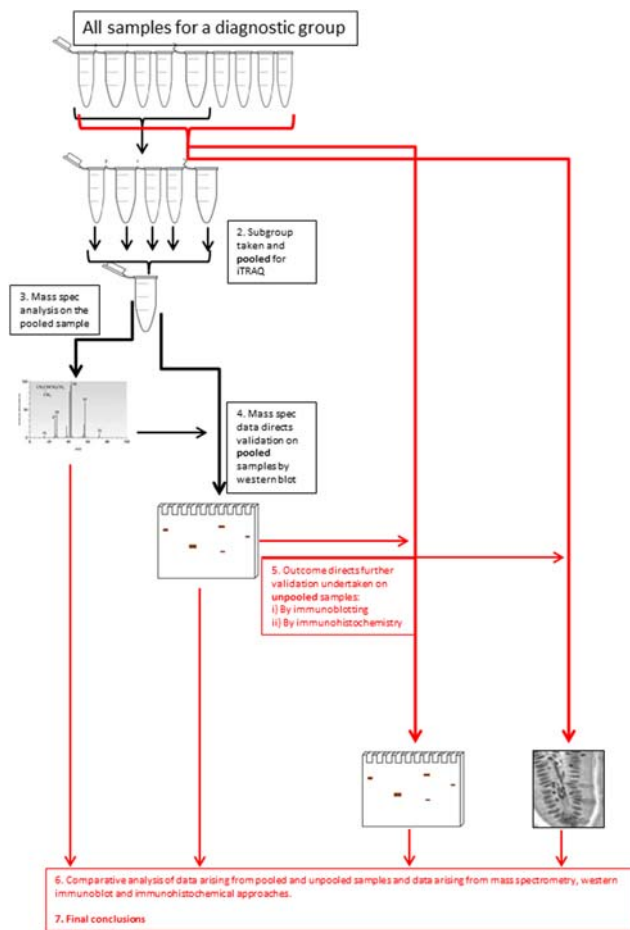 All samples for a diagnostic group
2. Subgroup
taken and
pooled for
iTRAQ
3. Mass spec
analysis on the
pooled sample
4. Mass spec
data directs
validation on
pooled
samples by
western blot
5. Outcome directs further
validation undertaken on
unpooled samples:
i) By immunoblotting
ii) By immunohistochemistry
6. Comparative analysis of data arising from pooled and unpooled samples and data arising from mass spectrometry, western
immunoblot and immunohistochemical approaches.
7. Final conclusions